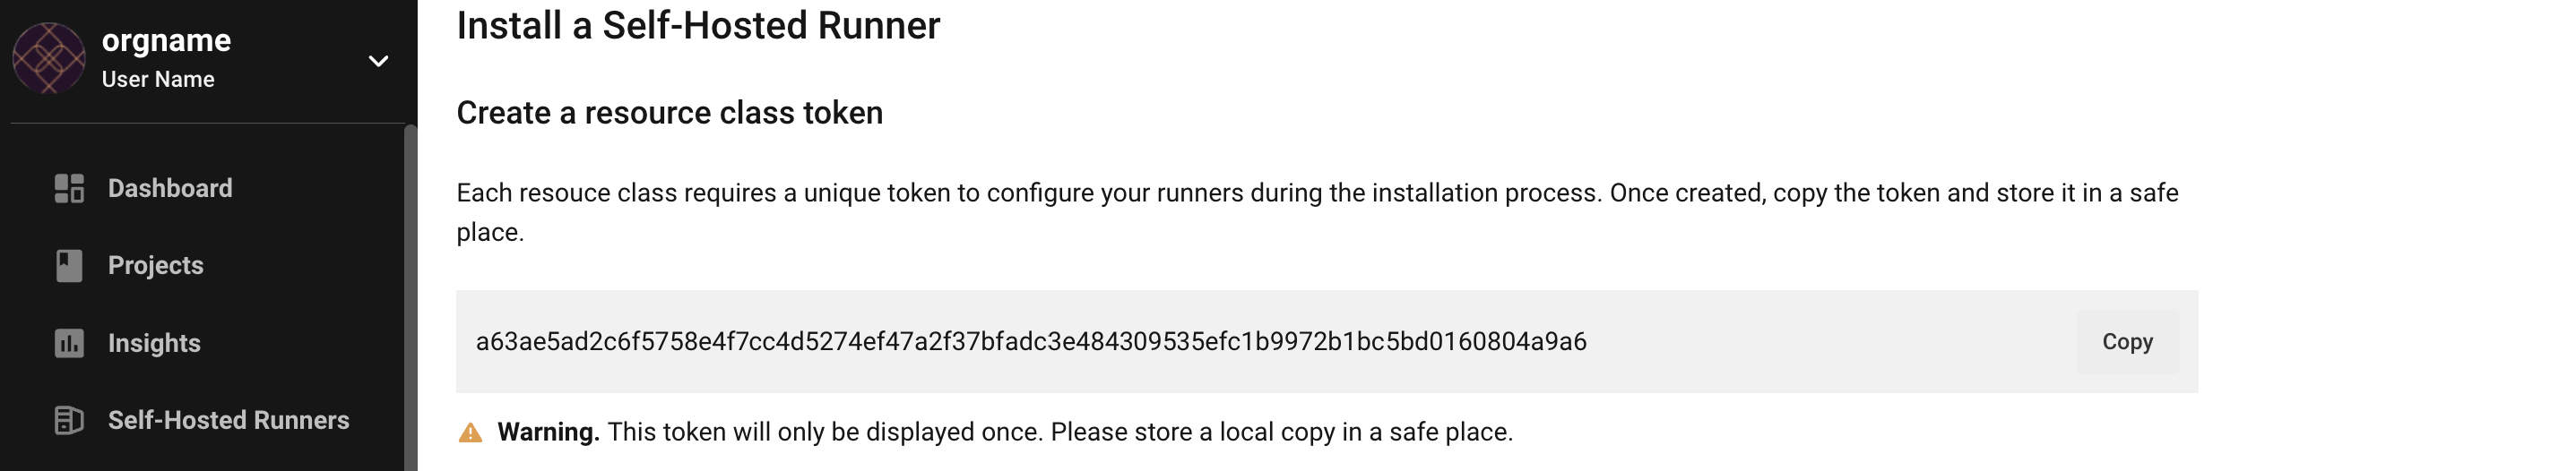 orgname
User Name
Dashboard
Projects
Insights
Self-Hosted Runners
Install a Self-Hosted Runner
Create a resource class token
Each resouce class requires a unique token to configure your runners during the installation process. Once created, copy the token and store it in a safe
place.
a63ae5ad2c6f5758e4f7cc4d5274ef47a2f37bfadc3e484309535efc1b9972b1bc5bd0160804a9a6
Copy
Warning. This token will only be displayed once. Please store a local copy in a safe place.